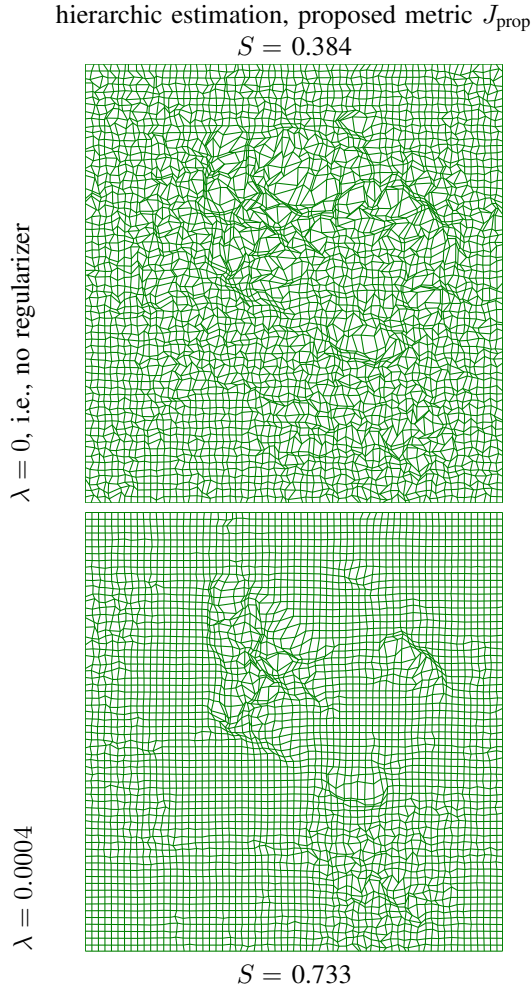 hierarchic estimation, proposed metric J_prop
S = 0.384
λ = 0, i.e., no regularizer
λ = 0.0004
S = 0.733